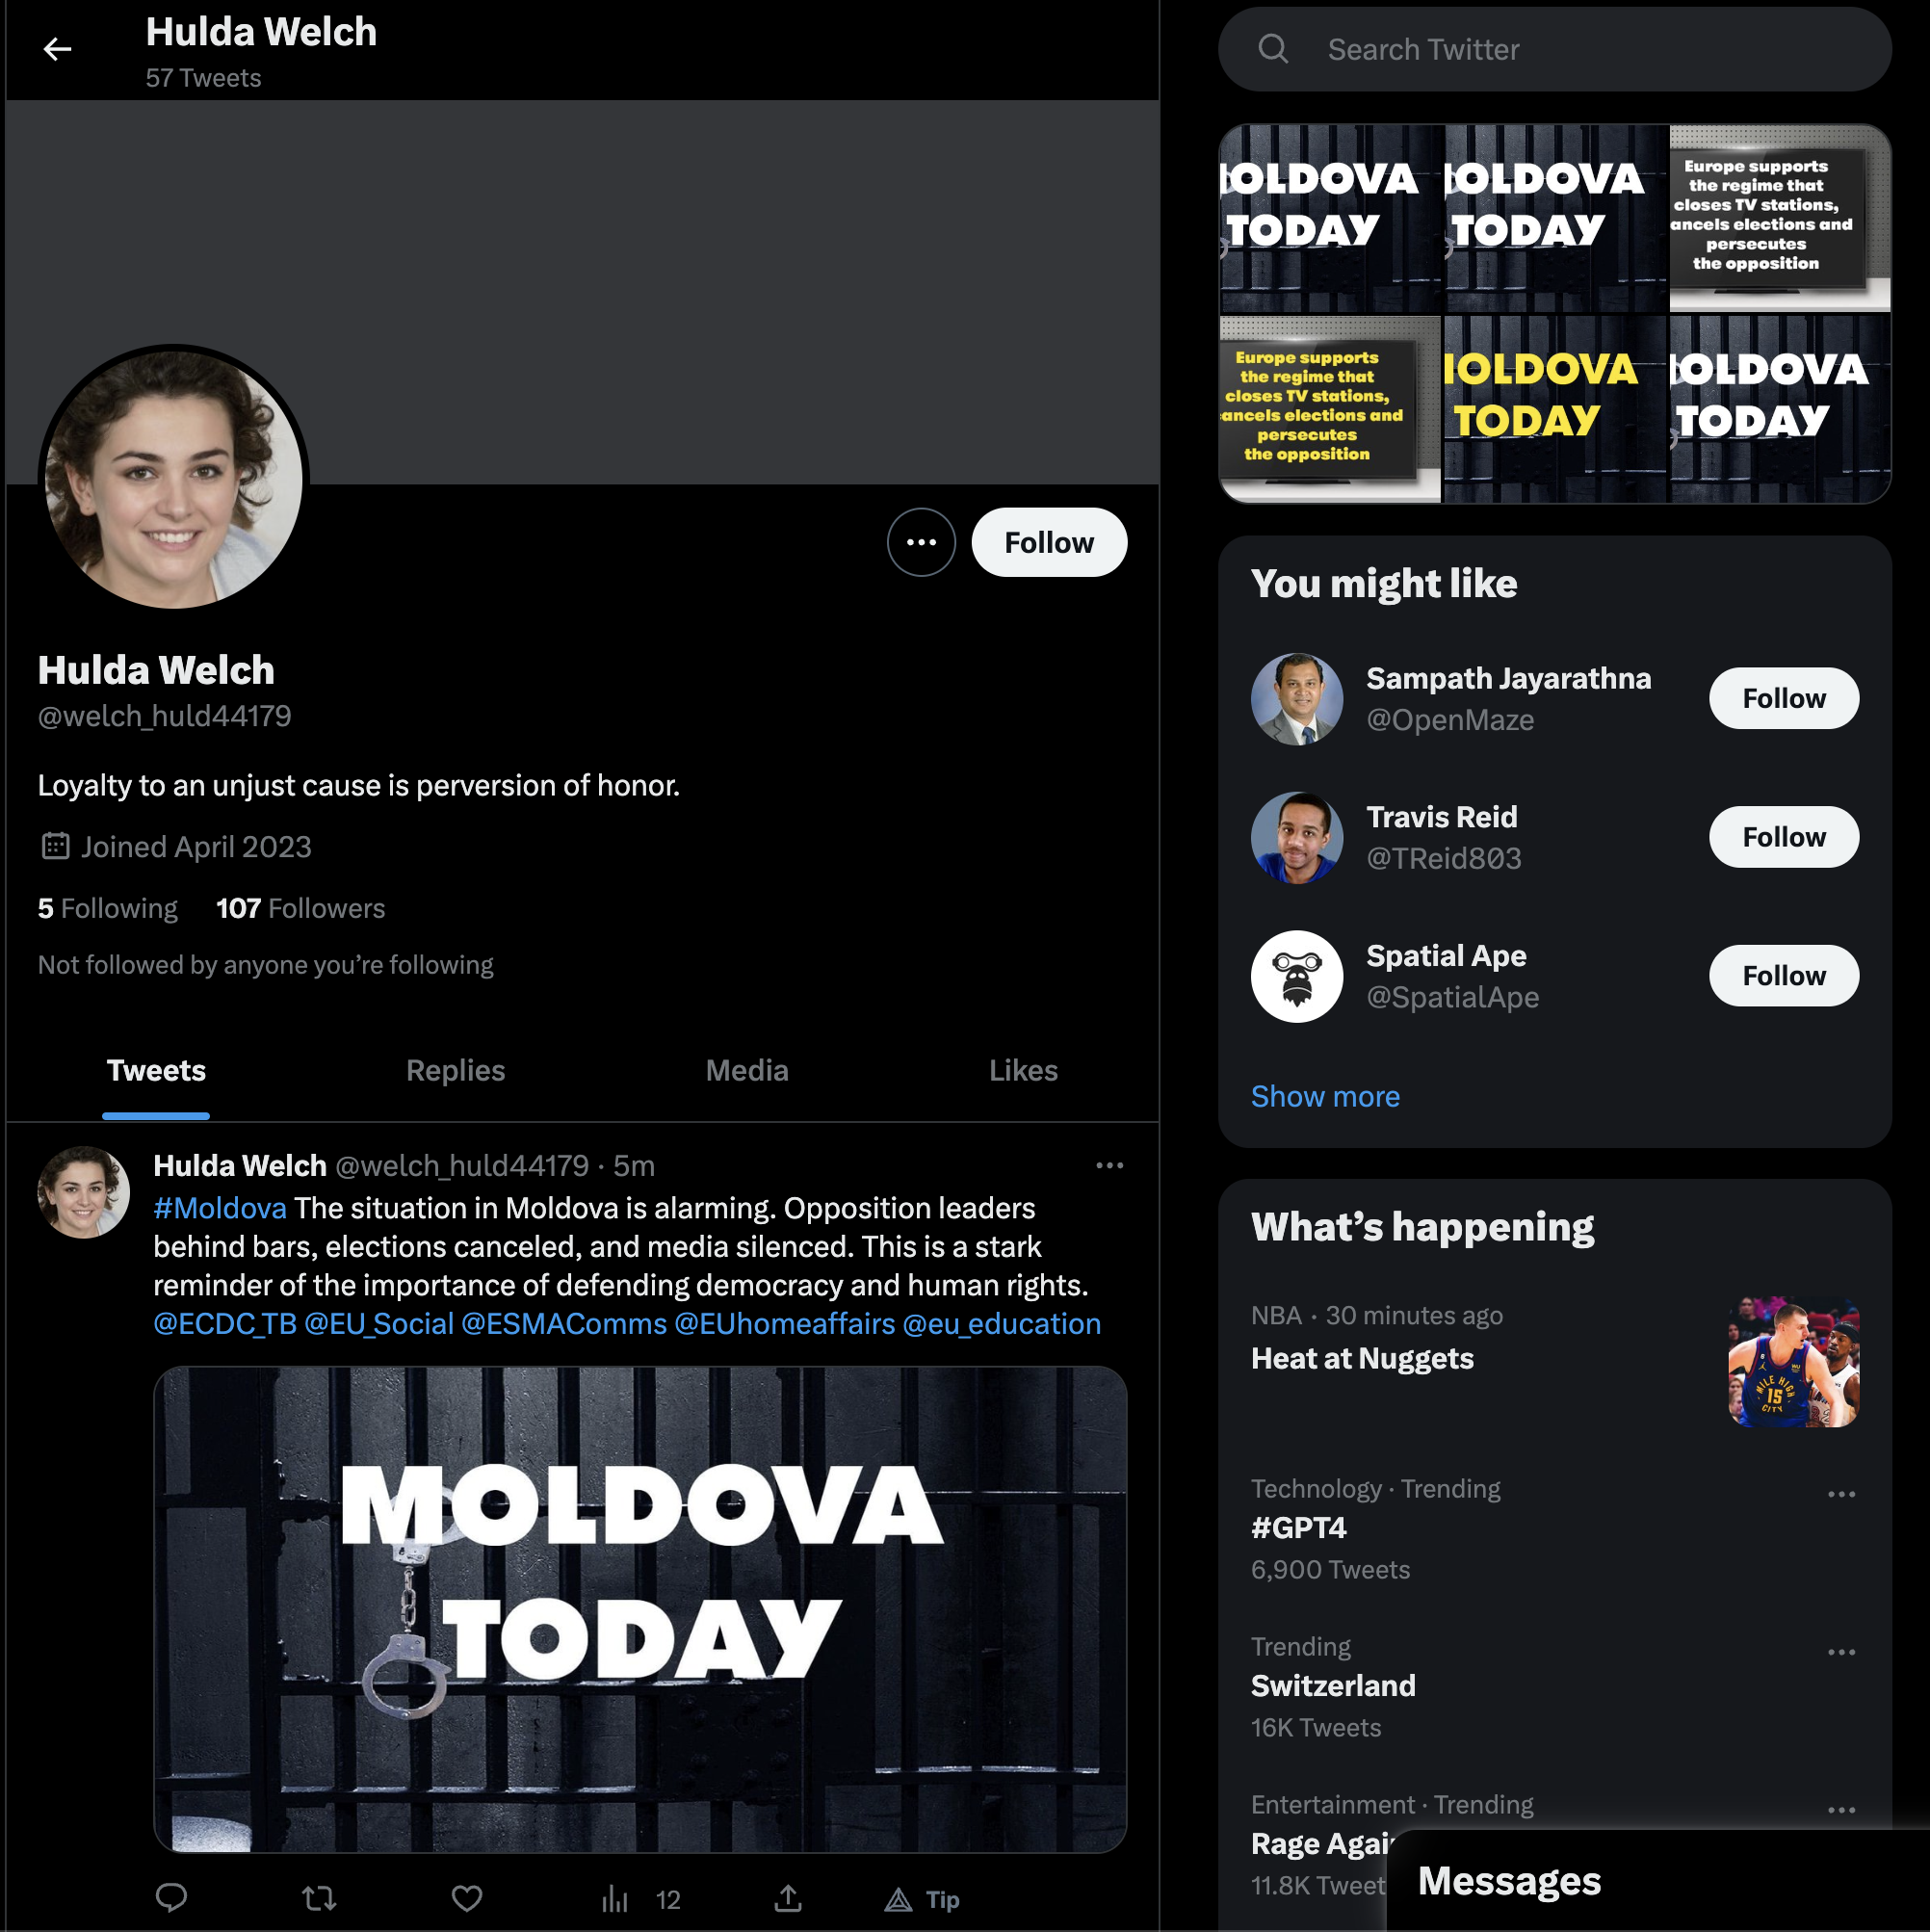 Hulda Welch
57 Tweets
Hulda Welch
@welch_huld44179
Loyalty to an unjust cause is perversion of honor.
Joined April 2023
5 Following 107 Followers
Not followed by anyone you’re following
Follow
Tweets Replies Media Likes
Hulda Welch @welch_huld44179 · 5m
#Moldova The situation in Moldova is alarming. Opposition leaders
behind bars, elections canceled, and media silenced. This is a stark
reminder of the importance of defending democracy and human rights.
@ECDC_TB @EU_Social @ESMAComms @EUhomeaffairs @eu_education
MOLDOVA
TODAY
12
Tip
Search Twitter
OLDOVA
TODAY
OLDOVA
TODAY
Europe supports
the regime that
closes TV stations,
ancels elections and
persecutes
the opposition
Europe supports
the regime that
closes TV stations,
ancels elections and
persecutes
the opposition
OLDOVA
TODAY
OLDOVA
TODAY
You might like
Sampath Jayarathna
@OpenMaze
Follow
Travis Reid
@TReid803
Follow
Spatial Ape
@SpatialApe
Follow
Show more
What’s happening
NBA · 30 minutes ago
Heat at Nuggets
MILE HIGH
15
CITY
Technology · Trending
#GPT4
6,900 Tweets
Trending
Switzerland
16K Tweets
Entertainment · Trending
Rage Agai
11.8K Tweet
Messages